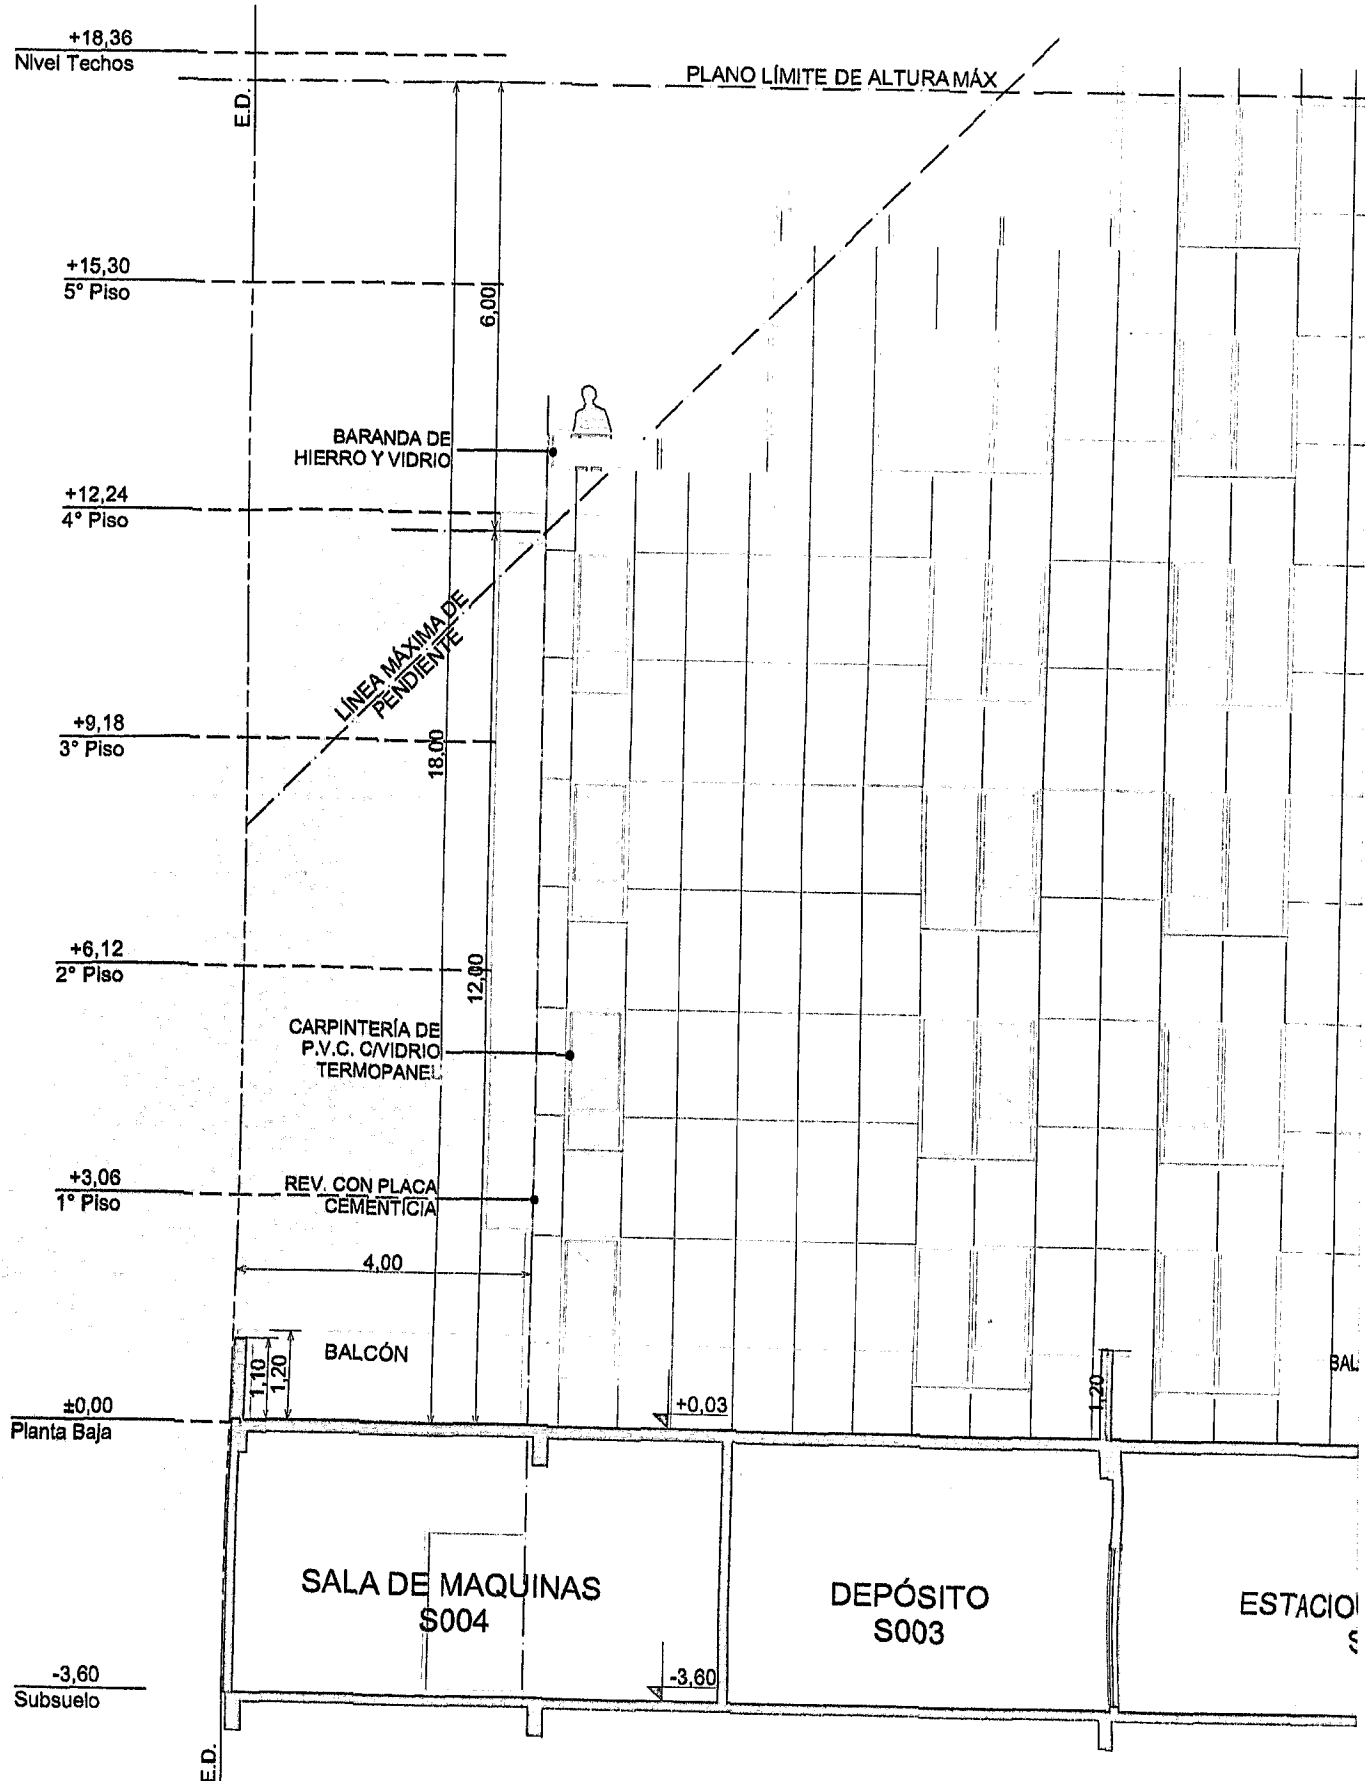 +18,36
Nivel Techos
E.D.
PLANO LÍMITE DE ALTURA MÁX
+15,30
5° Piso
6,00
BARANDA DE
HIERRO Y VIDRIO
+12,24
4° Piso
LÍNEA MÁXIMA DE
PENDIENTE
+9,18
3° Piso
18,00
+6,12
2° Piso
12,00
CARPINTERÍA DE
P.V.C. C/VIDRIO
TERMOPANEL
+3,06
1° Piso
REV. CON PLACA
CEMENTICIA
4,00
BALCÓN
BAL
1,10
1,20
1,20
±0,00
Planta Baja
+0,03
SALA DE MAQUINAS
S004
DEPÓSITO
S003
ESTACIO
-3,60
Subsuelo
-3,60
E.D.